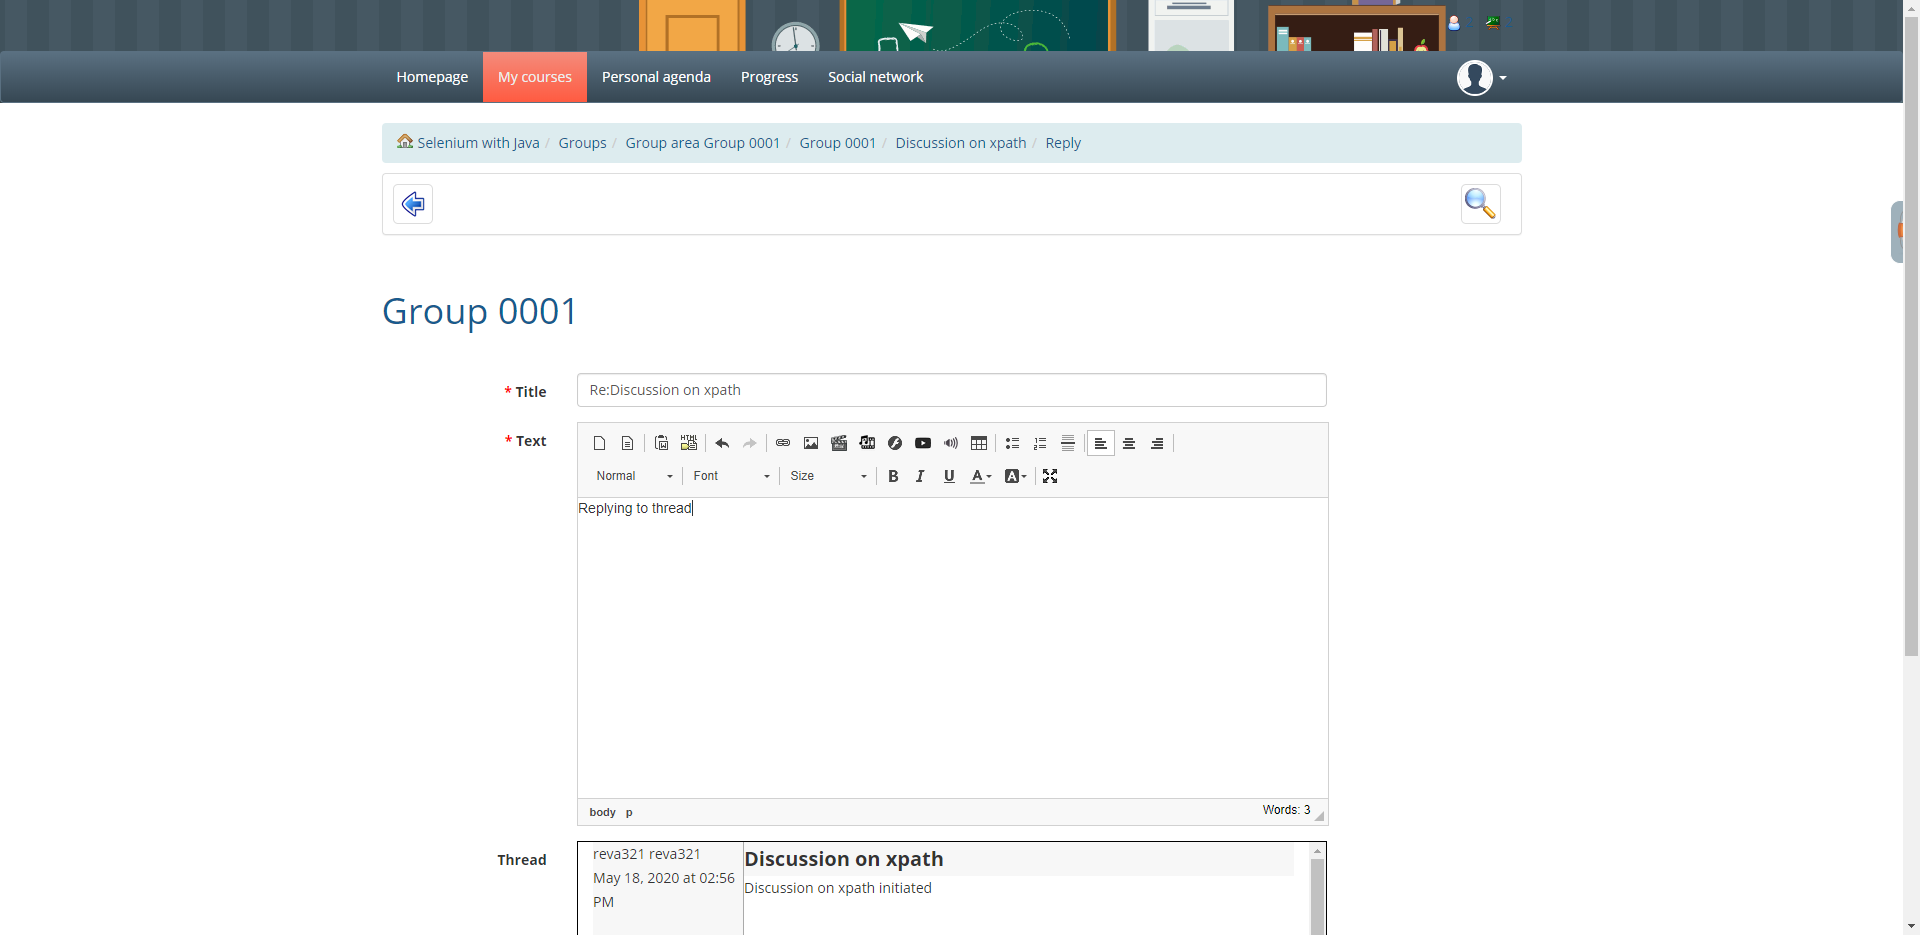 Homepage My courses Personal agenda Progress Social network
Selenium with Java / Groups / Group area Group 0001 / Group 0001 / Discussion on xpath / Reply
Group 0001
* Title Re:Discussion on xpath
* Text
Normal Font Size B I U A A
Replying to thread
body p Words: 3
Thread
reva321 reva321
May 18, 2020 at 02:56
PM
Discussion on xpath
Discussion on xpath initiated